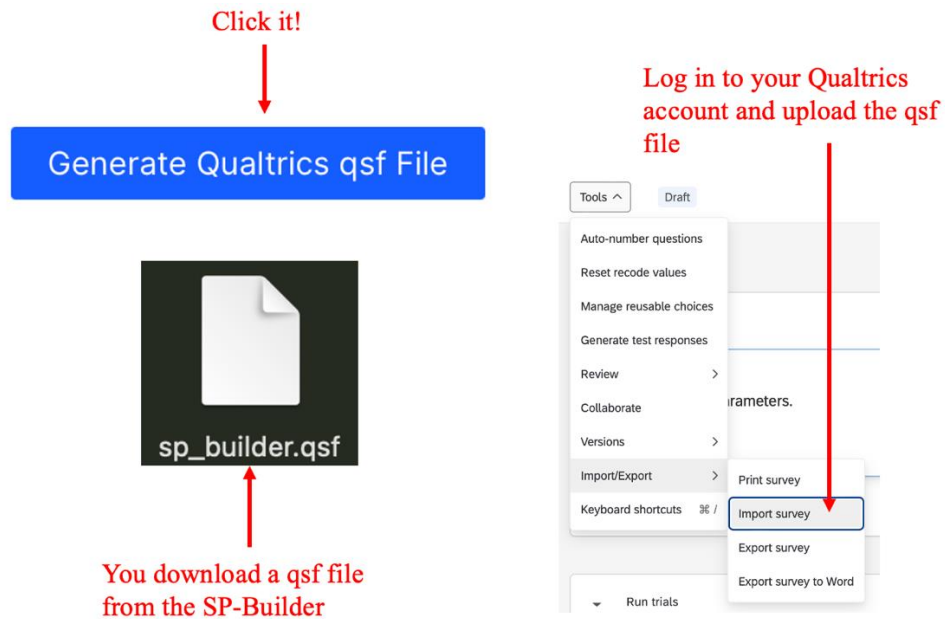 Click it!
Generate Qualtrics qsf File
sp_builder.qsf
You download a qsf file
from the SP-Builder
Log in to your Qualtrics
account and upload the qsf
file
Tools
Draft
Auto-number questions
Reset recode values
Manage reusable choices
Generate test responses
Review
Collaborate
rameters.
Versions
Import/Export
Print survey
Keyboard shortcuts ⌘ /
Import survey
Export survey
Export survey to Word
Run trials